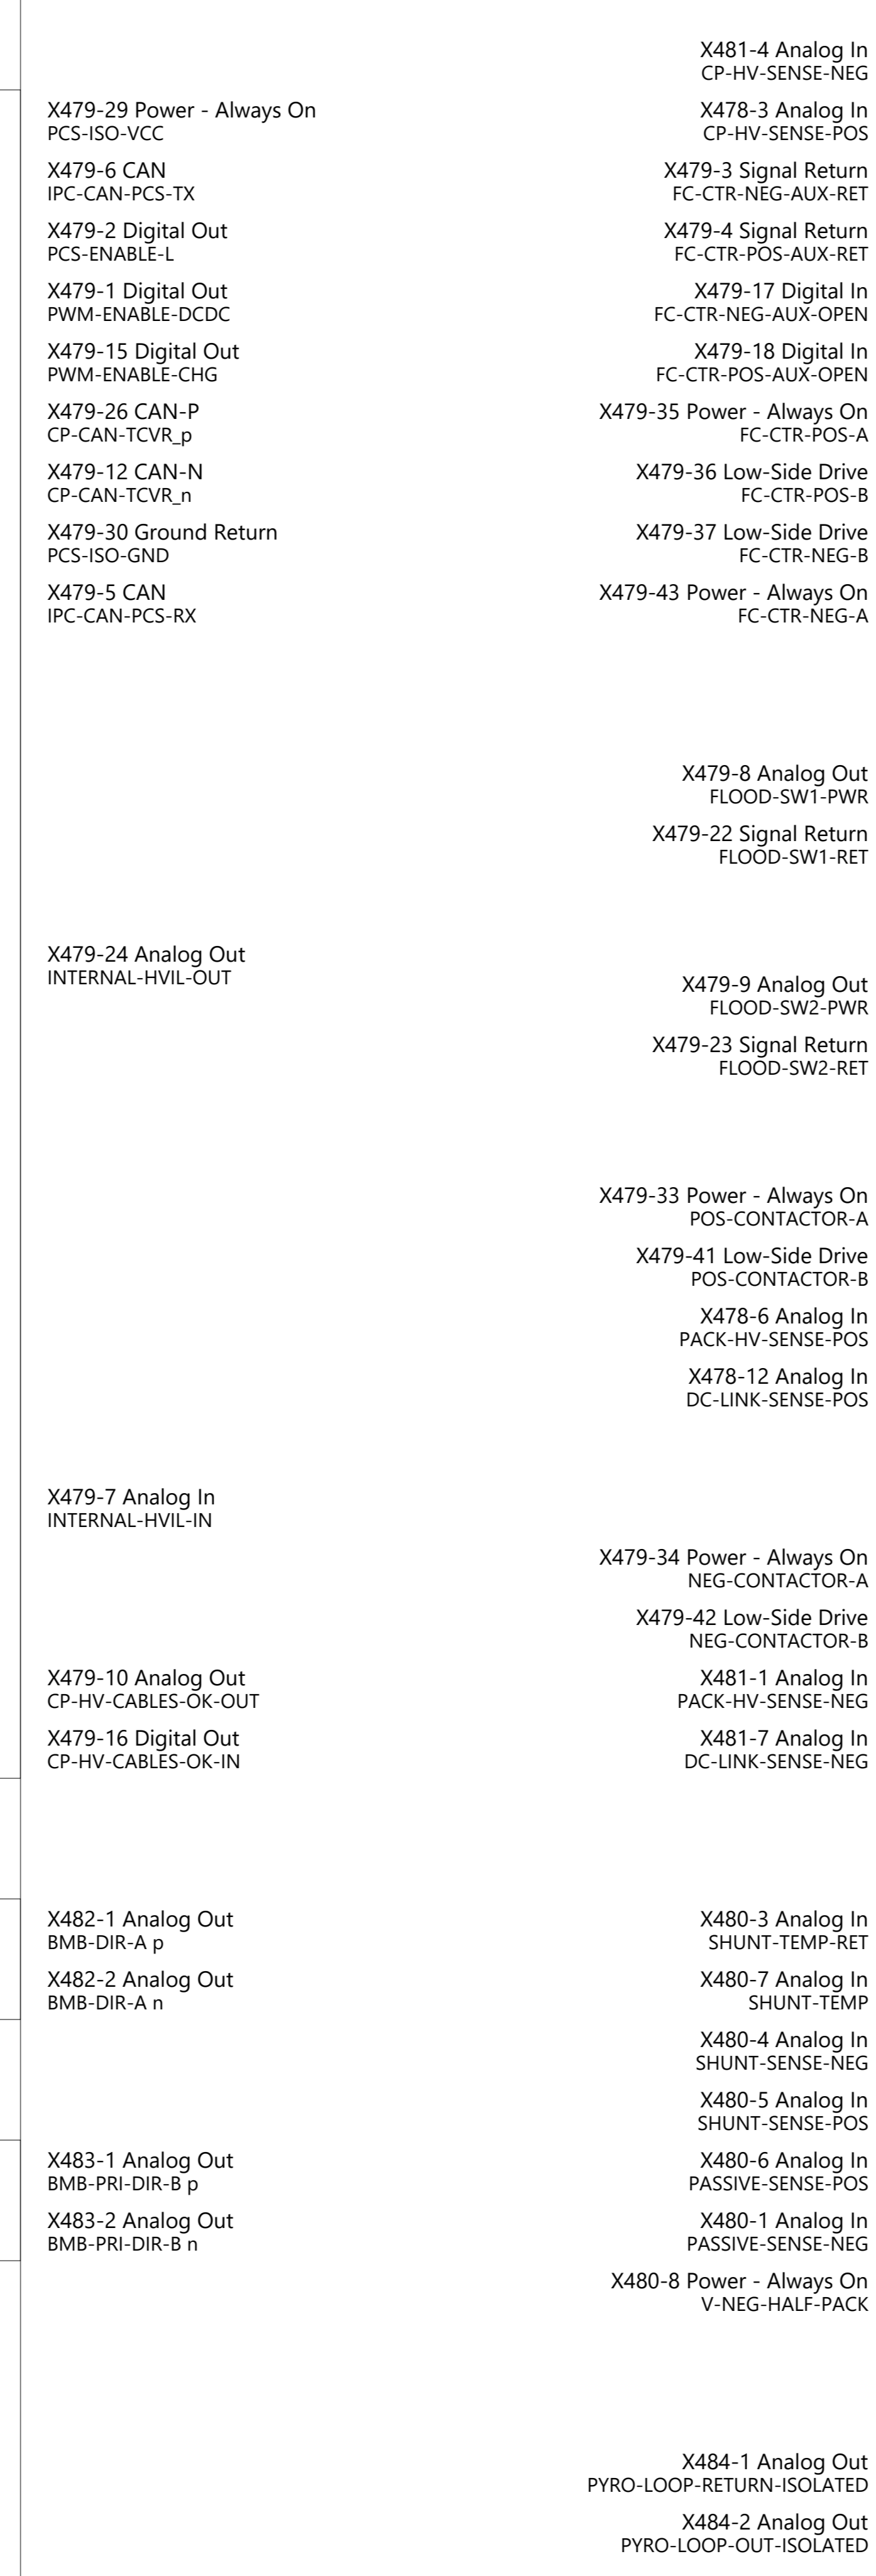 X481-4 Analog In
CP-HV-SENSE-NEG
X479-29 Power - Always On
PCS-ISO-VCC
X478-3 Analog In
CP-HV-SENSE-POS
X479-6 CAN
IPC-CAN-PCS-TX
X479-3 Signal Return
FC-CTR-NEG-AUX-RET
X479-2 Digital Out
PCS-ENABLE-L
X479-4 Signal Return
FC-CTR-POS-AUX-RET
X479-1 Digital Out
PWM-ENABLE-DCDC
X479-17 Digital In
FC-CTR-NEG-AUX-OPEN
X479-15 Digital Out
PWM-ENABLE-CHG
X479-18 Digital In
FC-CTR-POS-AUX-OPEN
X479-26 CAN-P
CP-CAN-TCVR_p
X479-35 Power - Always On
FC-CTR-POS-A
X479-12 CAN-N
CP-CAN-TCVR_n
X479-36 Low-Side Drive
FC-CTR-POS-B
X479-30 Ground Return
PCS-ISO-GND
X479-37 Low-Side Drive
FC-CTR-NEG-B
X479-5 CAN
IPC-CAN-PCS-RX
X479-43 Power - Always On
FC-CTR-NEG-A
X479-8 Analog Out
FLOOD-SW1-PWR
X479-22 Signal Return
FLOOD-SW1-RET
X479-24 Analog Out
INTERNAL-HVIL-OUT
X479-9 Analog Out
FLOOD-SW2-PWR
X479-23 Signal Return
FLOOD-SW2-RET
X479-33 Power - Always On
POS-CONTACTOR-A
X479-41 Low-Side Drive
POS-CONTACTOR-B
X478-6 Analog In
PACK-HV-SENSE-POS
X478-12 Analog In
DC-LINK-SENSE-POS
X479-7 Analog In
INTERNAL-HVIL-IN
X479-34 Power - Always On
NEG-CONTACTOR-A
X479-42 Low-Side Drive
NEG-CONTACTOR-B
X479-10 Analog Out
CP-HV-CABLES-OK-OUT
X481-1 Analog In
PACK-HV-SENSE-NEG
X479-16 Digital Out
CP-HV-CABLES-OK-IN
X481-7 Analog In
DC-LINK-SENSE-NEG
X482-1 Analog Out
BMB-DIR-A p
X480-3 Analog In
SHUNT-TEMP-RET
X482-2 Analog Out
BMB-DIR-A n
X480-7 Analog In
SHUNT-TEMP
X480-4 Analog In
SHUNT-SENSE-NEG
X480-5 Analog In
SHUNT-SENSE-POS
X483-1 Analog Out
BMB-PRI-DIR-B p
X480-6 Analog In
PASSIVE-SENSE-POS
X483-2 Analog Out
BMB-PRI-DIR-B n
X480-1 Analog In
PASSIVE-SENSE-NEG
X480-8 Power - Always On
V-NEG-HALF-PACK
X484-1 Analog Out
PYRO-LOOP-RETURN-ISOLATED
X484-2 Analog Out
PYRO-LOOP-OUT-ISOLATED